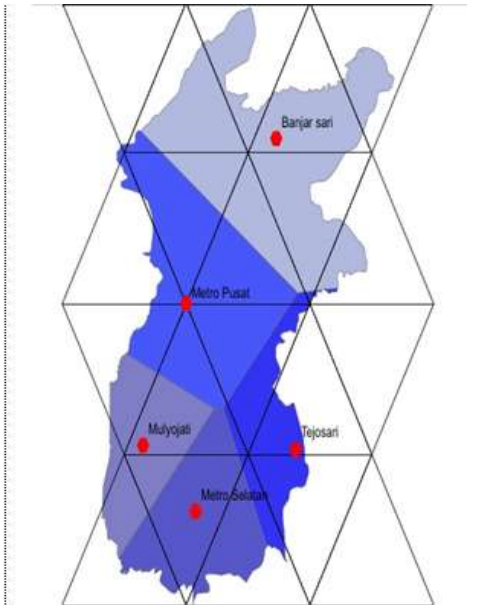 Banjar sari
Metro Pusat
Mulyojati
Tejosari
Metro Selatan